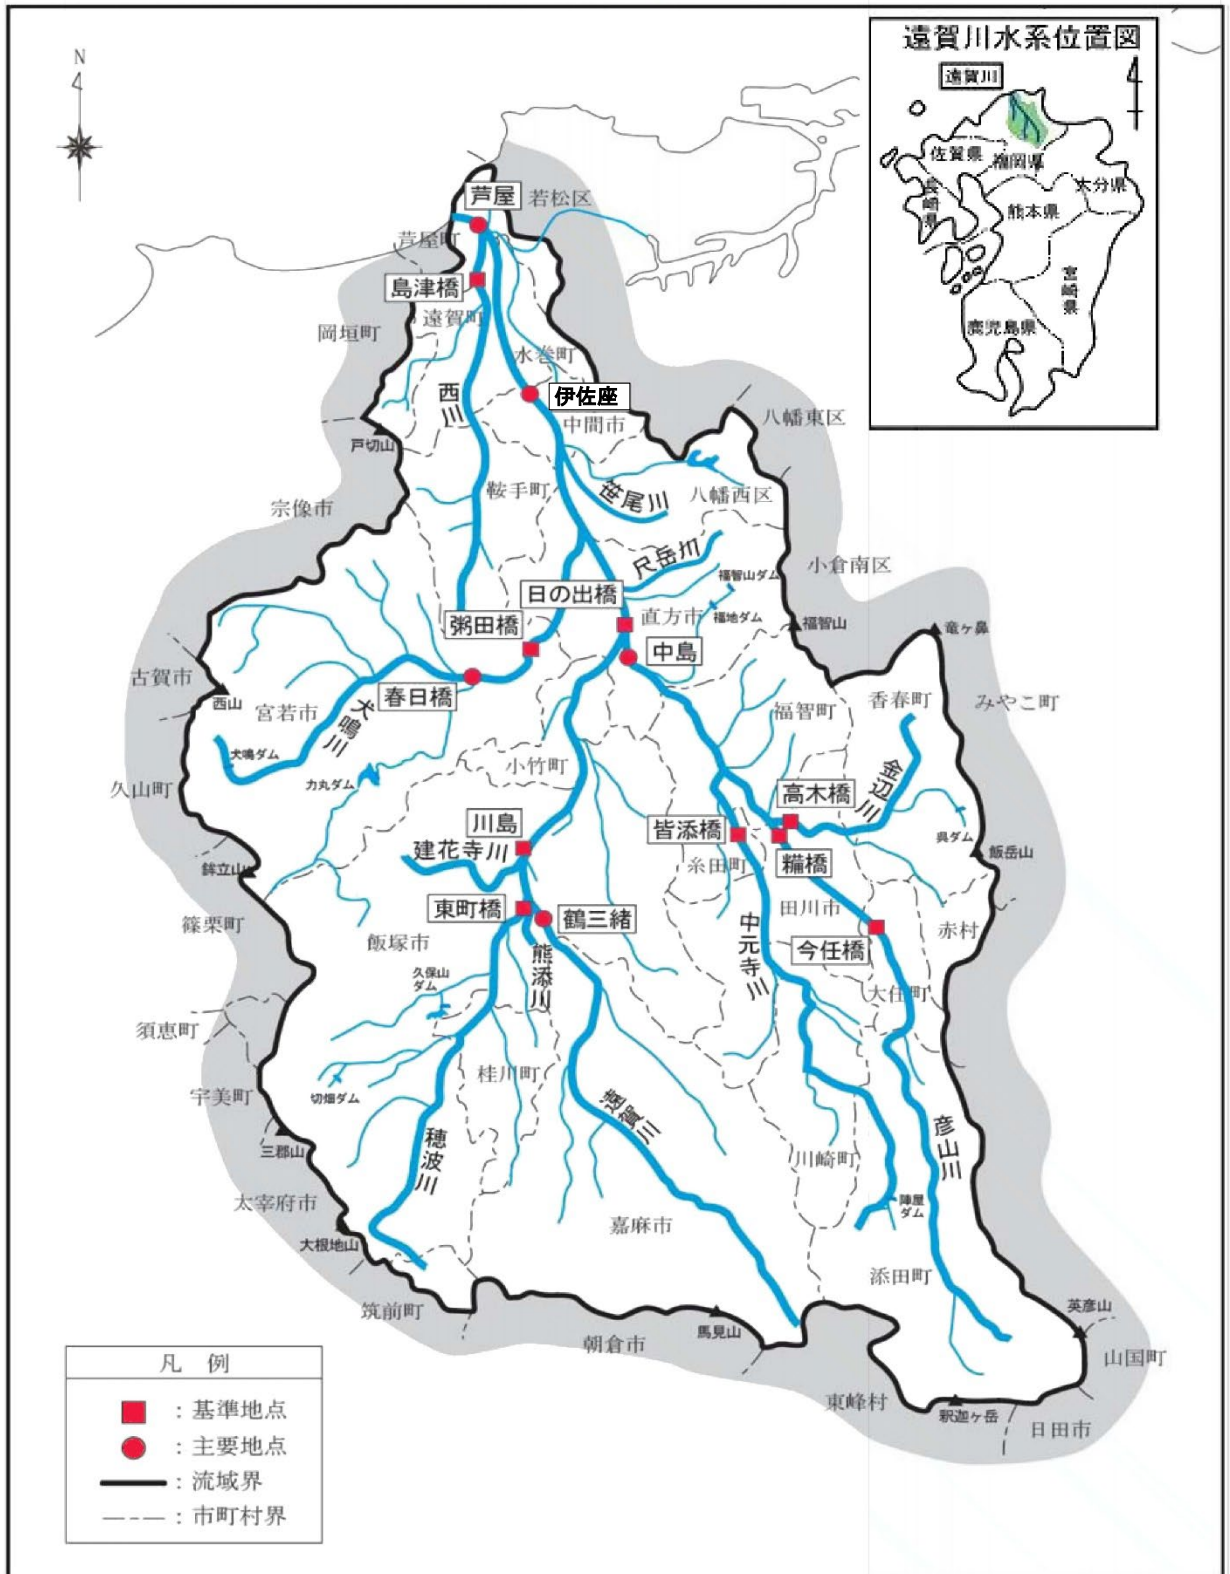 遠賀川水系位置図
遠賀川
佐賀県
福岡県
大分県
長崎県
熊本県
宮崎県
鹿児島県
N
芦屋
若松区
芦屋町
島津橋
遠賀町
岡垣町
水巻町
西川
伊佐座
中間市
八幡東区
戸切山
鞍手町
笹尾川
八幡西区
宗像市
尺岳川
小倉南区
福智山ダム
日の出橋
直方市
福地ダム
福智山
竜ヶ鼻
粥田橋
中島
古賀市
西山
春日橋
宮若市
犬鳴川
福智町
香春町
みやこ町
犬鳴ダム
力丸ダム
小竹町
金辺川
久山町
高木橋
川島
皆添橋
呉ダム
建花寺川
糸田町
糒橋
飯岳山
鉾立山
東町橋
鶴三緒
田川市
篠栗町
飯塚市
熊添川
中元寺川
今任橋
赤村
久保山
ダム
大任町
須恵町
桂川町
宇美町
切畑ダム
遠賀川
三郡山
穂波川
川崎町
彦山川
太宰府市
嘉麻市
陣屋
ダム
大根地山
添田町
筑前町
馬見山
英彦山
朝倉市
山国町
東峰村
釈迦ヶ岳
日田市
凡 例
：基準地点
：主要地点
：流域界
：市町村界